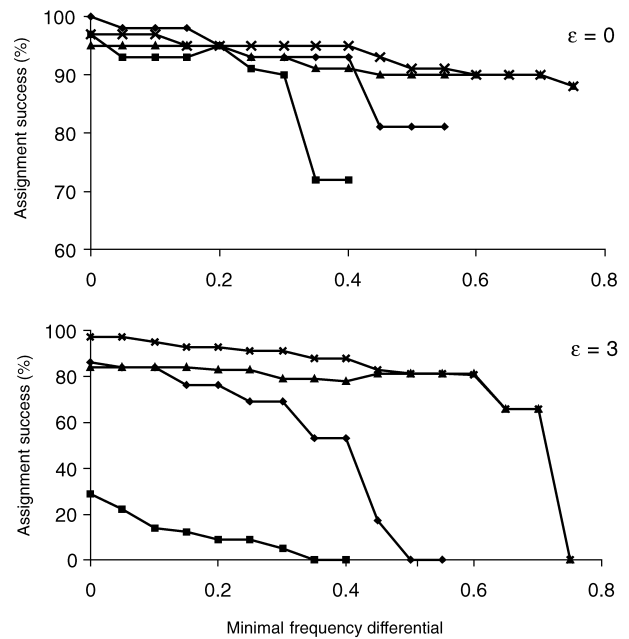 100
90
80
70
60
Assignment success (%)
ε = 0
0 0.2 0.4 0.6 0.8
100
80
60
40
20
0
Assignment success (%)
ε = 3
0 0.2 0.4 0.6 0.8
Minimal frequency differential